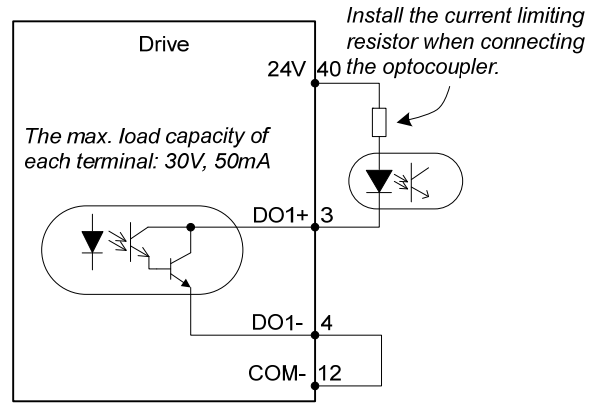 Install the current limiting
resistor when connecting
the optocoupler.
Drive
24V 40
The max. load capacity of
each terminal: 30V, 50mA
DO1+ 3
DO1- 4
COM- 12